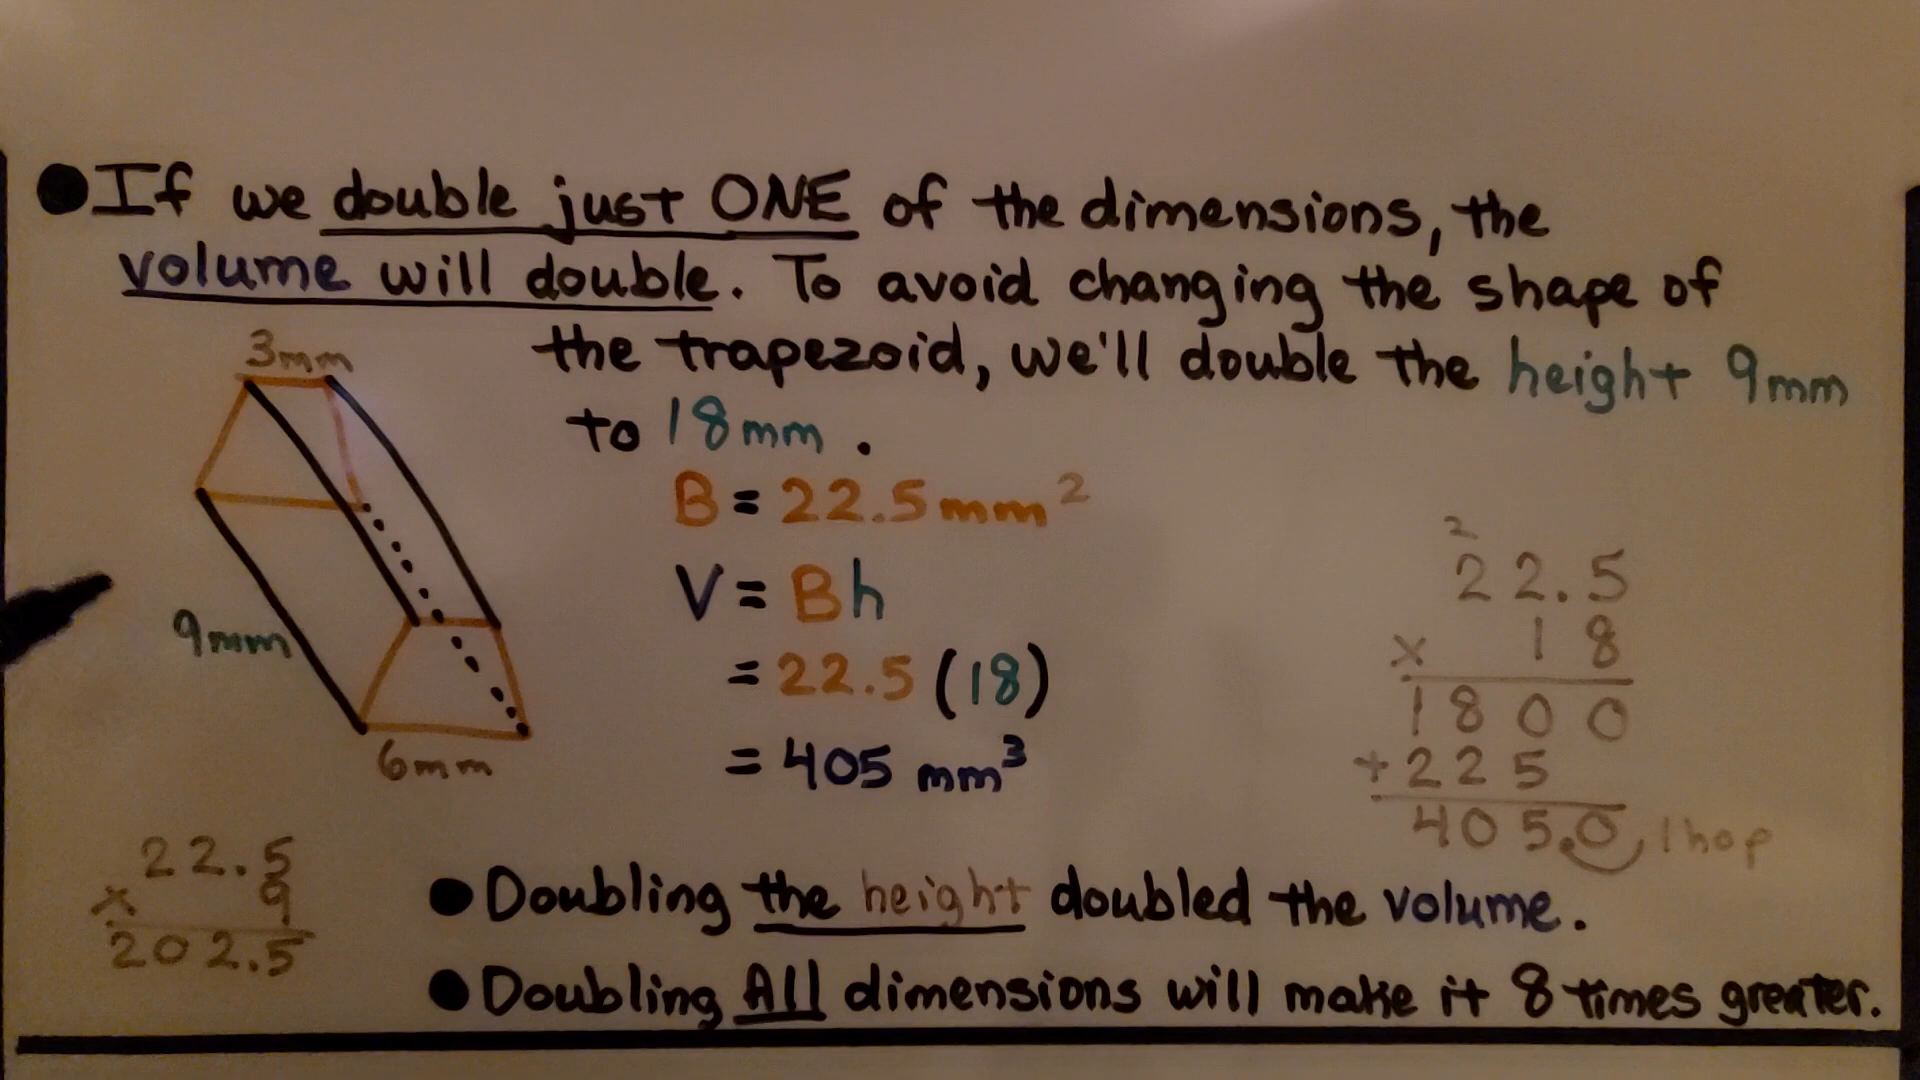 ●If we double just ONE of the dimensions, the
volume will double. To avoid changing the shape of
the trapezoid, we'll double the height 9mm
to 18mm.
3mm
9mm
6mm
B = 22.5mm²
V = Bh
= 22.5 (18)
= 405 mm³
2
22.5
x 18
1800
+225
405.0 1 hop
22.5
x 9
202.5
●Doubling the height doubled the volume.
●Doubling All dimensions will make it 8 times greater.